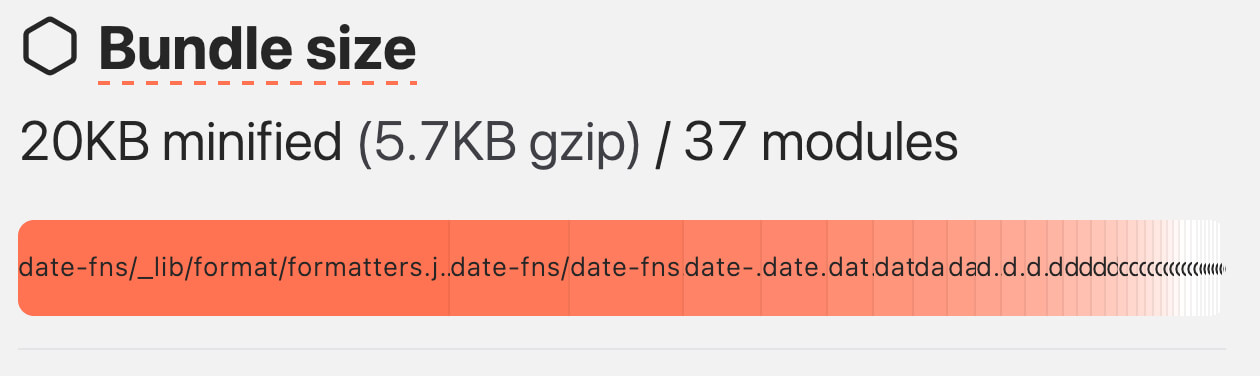 Bundle size
20KB minified (5.7KB gzip) / 37 modules
date-fns/_lib/format/formatters.j.. date-fns/ date-fns date-. date. dat. dat da dad. d. d. d.